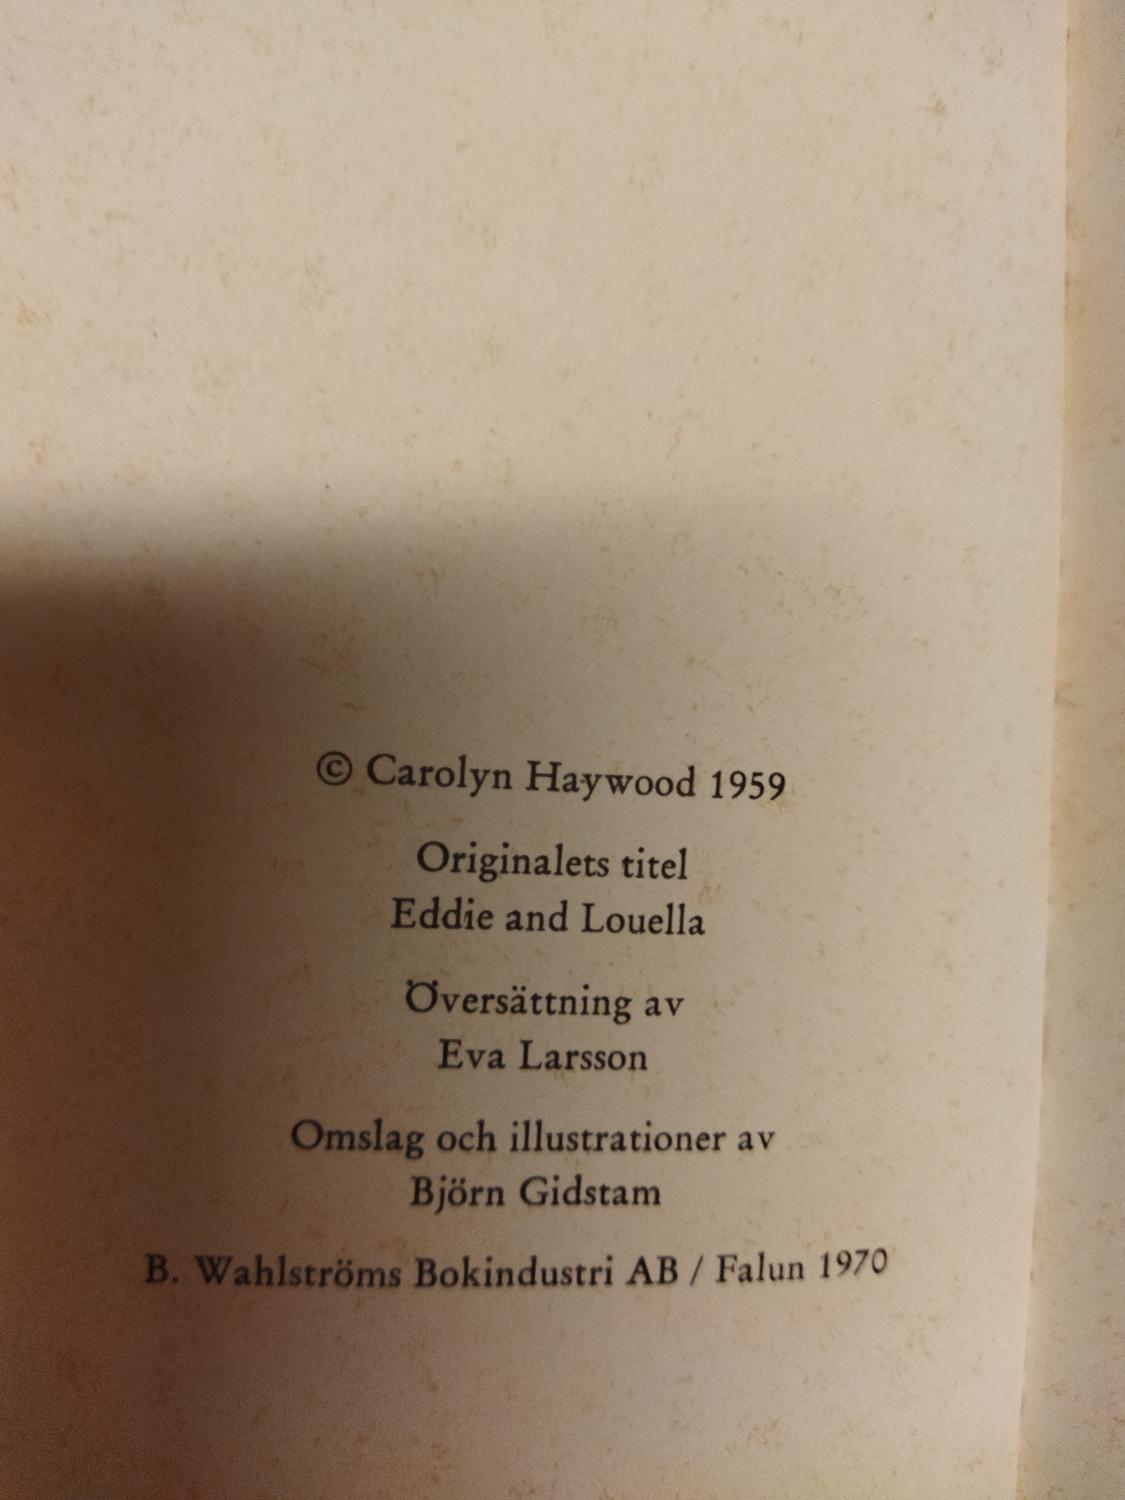 © Carolyn Haywood 1959
Originalets titel
Eddie and Louella
Översättning av
Eva Larsson
Omslag och illustrationer av
Björn Gidstam
B. Wahlströms Bokindustri AB / Falun 1970